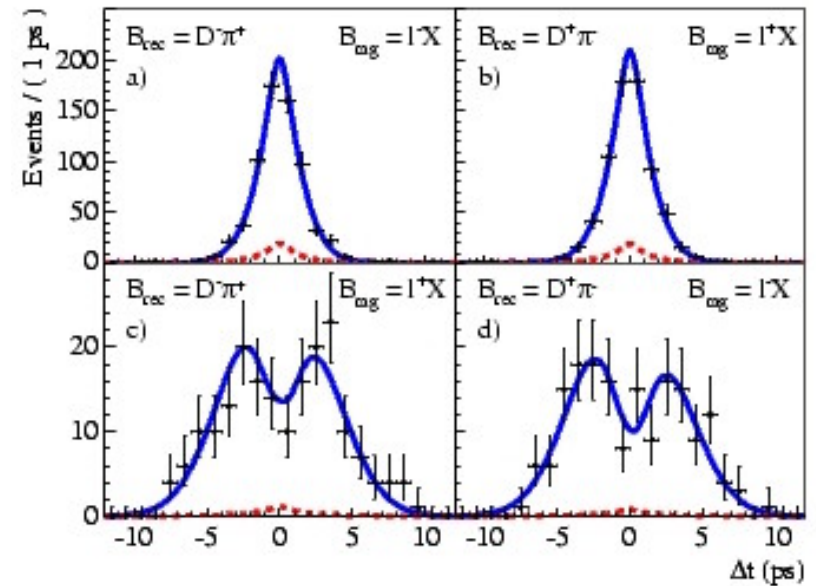 Events / ( 1 ps )
B_rec = D⁻π⁺ B_tag = l⁻X
a)
B_rec = D⁺π⁻ B_tag = l⁺X
b)
200
150
100
50
0
B_rec = D⁻π⁺ B_tag = l⁺X
c)
B_rec = D⁺π⁻ B_tag = l⁻X
d)
20
10
0
-10 -5 0 5 10
-10 -5 0 5 10
Δt (ps)